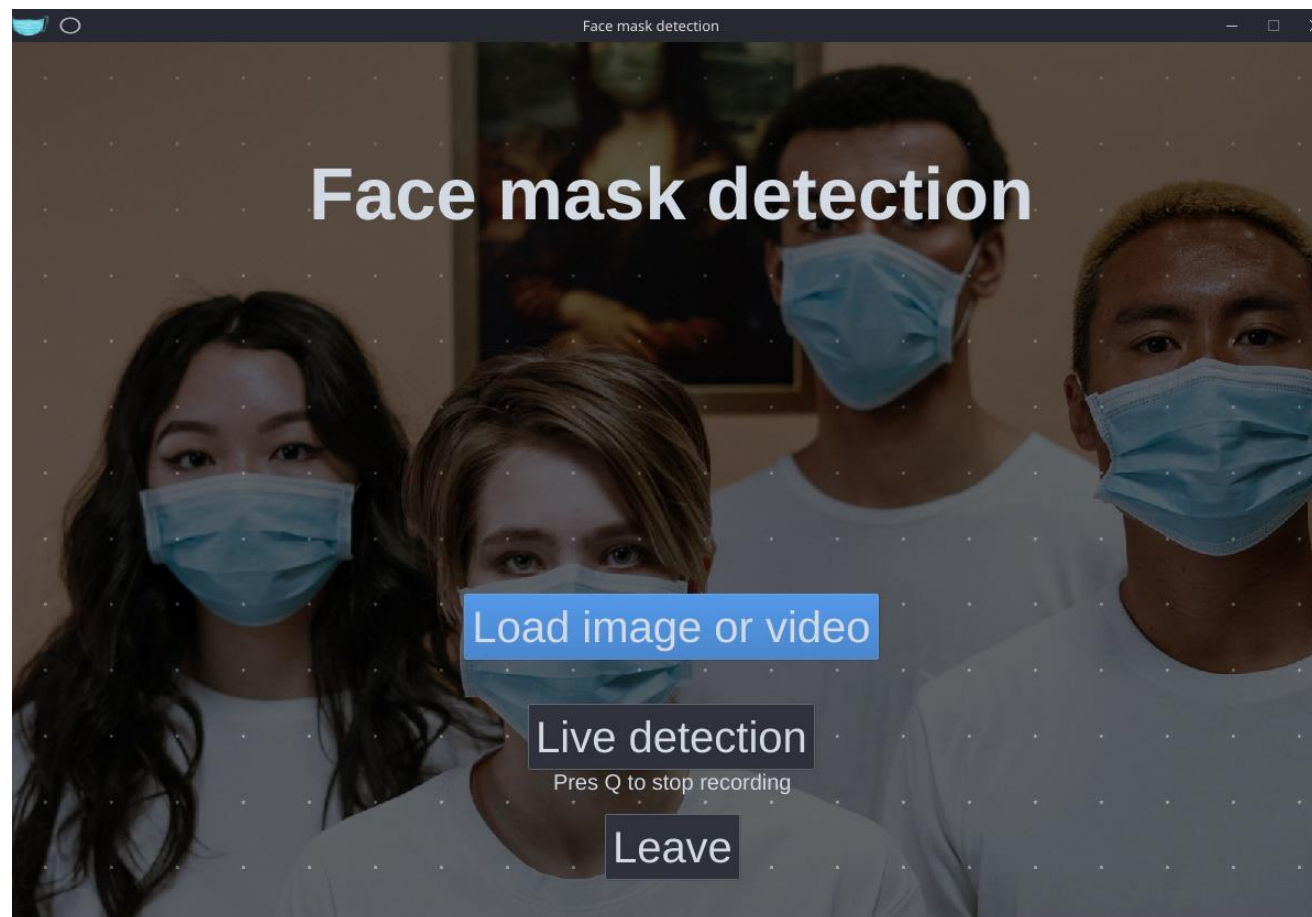 Face mask detection
Face mask detection
Load image or video
Live detection
Pres Q to stop recording
Leave